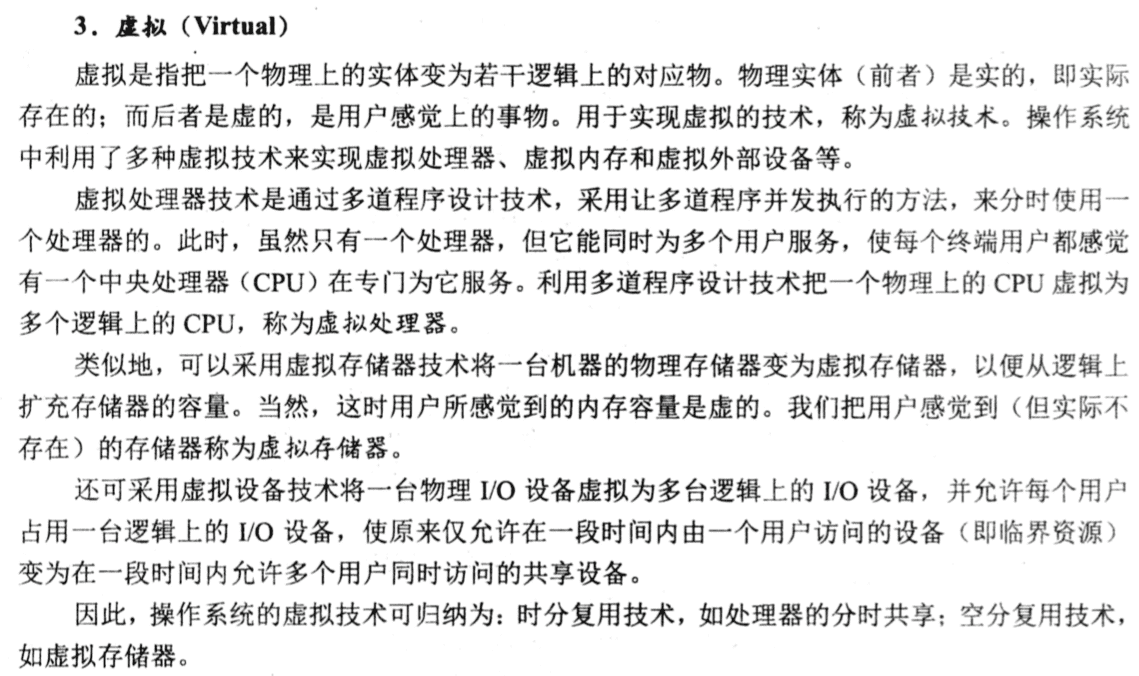 3．虚拟（Virtual）
虚拟是指把一个物理上的实体变为若干逻辑上的对应物。物理实体（前者）是实的，即实际
存在的；而后者是虚的，是用户感觉上的事物。用于实现虚拟的技术，称为虚拟技术。操作系统
中利用了多种虚拟技术来实现虚拟处理器、虚拟内存和虚拟外部设备等。
虚拟处理器技术是通过多道程序设计技术，采用让多道程序并发执行的方法，来分时使用一
个处理器的。此时，虽然只有一个处理器，但它能同时为多个用户服务，使每个终端用户都感觉
有一个中央处理器（CPU）在专门为它服务。利用多道程序设计技术把一个物理上的 CPU 虚拟为
多个逻辑上的 CPU，称为虚拟处理器。
类似地，可以采用虚拟存储器技术将一台机器的物理存储器变为虚拟存储器，以便从逻辑上
扩充存储器的容量。当然，这时用户所感觉到的内存容量是虚的。我们把用户感觉到（但实际不
存在）的存储器称为虚拟存储器。
还可采用虚拟设备技术将一台物理 I/O 设备虚拟为多台逻辑上的 I/O 设备，并允许每个用户
占用一台逻辑上的 I/O 设备，使原来仅允许在一段时间内由一个用户访问的设备（即临界资源）
变为在一段时间内允许多个用户同时访问的共享设备。
因此，操作系统的虚拟技术可归纳为：时分复用技术，如处理器的分时共享；空分复用技术，
如虚拟存储器。